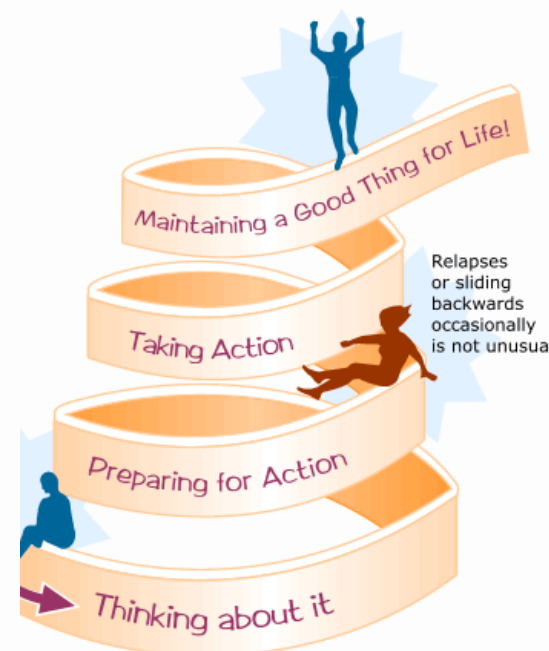 Maintaining a Good Thing for Life!
Relapses
or sliding
backwards
occasionally
is not unusua
Taking Action
Preparing for Action
Thinking about it